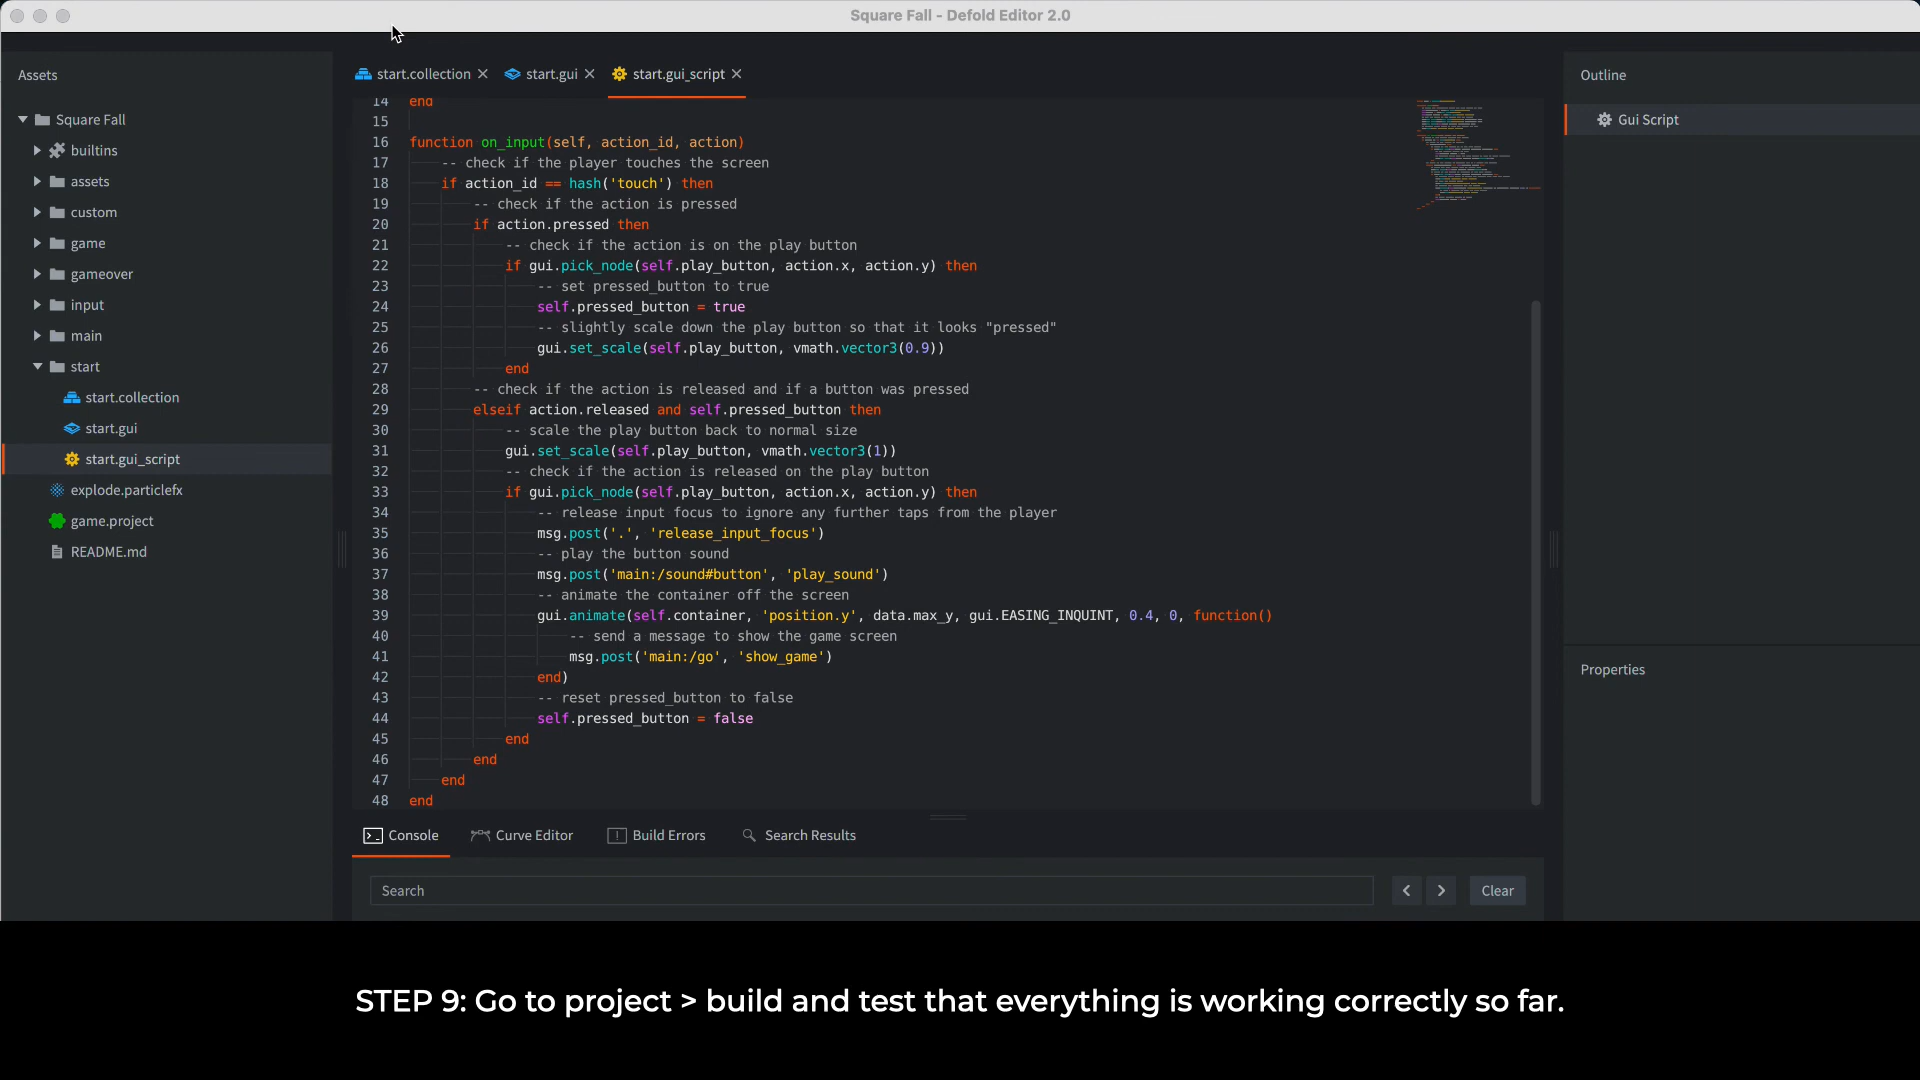 Square Fall - Defold Editor 2.0
Assets
Square Fall
builtins
assets
custom
game
gameover
input
main
start
start.collection
start.gui
start.gui_script
explode.particlefx
game.project
README.md
start.collection
start.gui
start.gui_script
14 end
15
16 function on_input(self, action_id, action)
17 -- check if the player touches the screen
18 if action_id == hash('touch') then
19 -- check if the action is pressed
20 if action.pressed then
21 -- check if the action is on the play button
22 if gui.pick_node(self.play_button, action.x, action.y) then
23 -- set pressed_button to true
24 self.pressed_button = true
25 -- slightly scale down the play button so that it looks "pressed"
26 gui.set_scale(self.play_button, vmath.vector3(0.9))
27 end
28 -- check if the action is released and if a button was pressed
29 elseif action.released and self.pressed_button then
30 -- scale the play button back to normal size
31 gui.set_scale(self.play_button, vmath.vector3(1))
32 -- check if the action is released on the play button
33 if gui.pick_node(self.play_button, action.x, action.y) then
34 -- release input focus to ignore any further taps from the player
35 msg.post('.', 'release_input_focus')
36 -- play the button sound
37 msg.post('main:/sound#button', 'play_sound')
38 -- animate the container off the screen
39 gui.animate(self.container, 'position.y', data.max_y, gui.EASING_INQUINT, 0.4, 0, function()
40 -- send a message to show the game screen
41 msg.post('main:/go', 'show_game')
42 end)
43 -- reset pressed_button to false
44 self.pressed_button = false
45 end
46 end
47 end
48 end
Console
Curve Editor
Build Errors
Search Results
Search
Clear
Outline
Gui Script
Properties
STEP 9: Go to project > build and test that everything is working correctly so far.